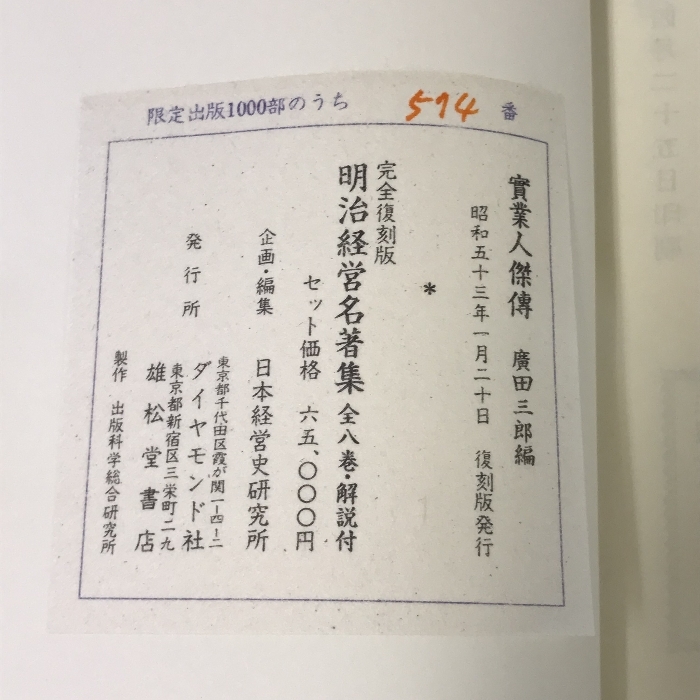 限定出版1000部のうち 594 番
實業人傑傳 廣田三郎編
昭和五十三年一月二十日 復刻版発行
*
完全復刻版
明治経営名著集 全八巻・解説付
セット価格 六五、〇〇〇円
企画・編集 日本経営史研究所
東京都千代田区霞が関一ー四ー二
発行所 ダイヤモンド社
東京都新宿区三栄町二九
雄松堂書店
製作 出版科学総合研究所